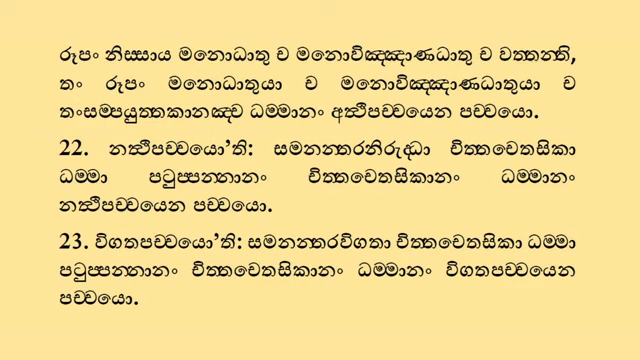 රූපං නිස්සාය මනොධාතු ච මනොවිඤ්ඤාණධාතු ච වත්තන්ති,
තං රූපං මනොධාතුයා ච මනොවිඤ්ඤාණධාතුයා ච
තංසම්පයුත්තකානඤ්ච ධම්මානං අත්ථිපච්චයෙන පච්චයො.
22. නත්ථිපච්චයො’ති: සමනන්තරනිරුද්ධා චිත්තචෙතසිකා
ධම්මා පටුප්පන්නානං චිත්තචෙතසිකානං ධම්මානං
නත්ථිපච්චයෙන පච්චයො.
23. විගතපච්චයො’ති: සමනන්තරවිගතා චිත්තචෙතසිකා ධම්මා
පටුප්පන්නානං චිත්තචෙතසිකානං ධම්මානං විගතපච්චයෙන
පච්චයො.